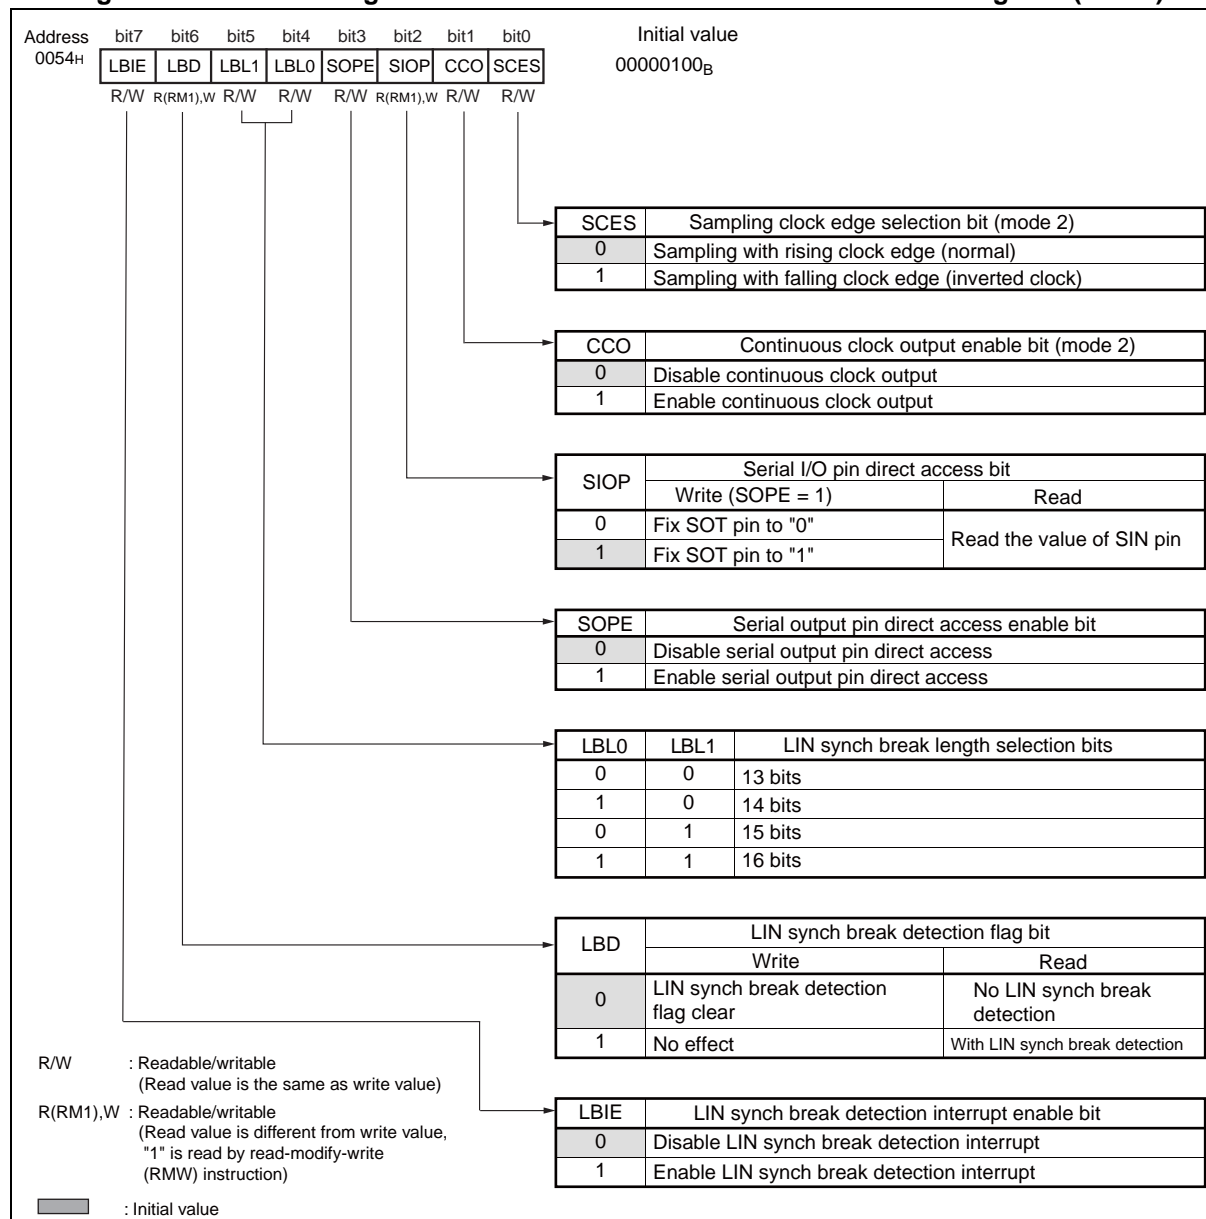 Address bit7 bit6 bit5 bit4 bit3 bit2 bit1 bit0 Initial value
0054H LBIE LBD LBL1 LBL0 SOPE SIOP CCO SCES 00000100B
R/W R(RM1),W R/W R/W R/W R(RM1),W R/W R/W
SCES Sampling clock edge selection bit (mode 2)
0 Sampling with rising clock edge (normal)
1 Sampling with falling clock edge (inverted clock)
CCO Continuous clock output enable bit (mode 2)
0 Disable continuous clock output
1 Enable continuous clock output
SIOP Serial I/O pin direct access bit
Write (SOPE = 1) Read
0 Fix SOT pin to "0" Read the value of SIN pin
1 Fix SOT pin to "1"
SOPE Serial output pin direct access enable bit
0 Disable serial output pin direct access
1 Enable serial output pin direct access
LBL0 LBL1 LIN synch break length selection bits
0 0 13 bits
1 0 14 bits
0 1 15 bits
1 1 16 bits
LBD LIN synch break detection flag bit
Write Read
0 LIN synch break detection flag clear No LIN synch break detection
1 No effect With LIN synch break detection
LBIE LIN synch break detection interrupt enable bit
0 Disable LIN synch break detection interrupt
1 Enable LIN synch break detection interrupt
R/W : Readable/writable
(Read value is the same as write value)
R(RM1),W : Readable/writable
(Read value is different from write value,
"1" is read by read-modify-write
(RMW) instruction)
: Initial value